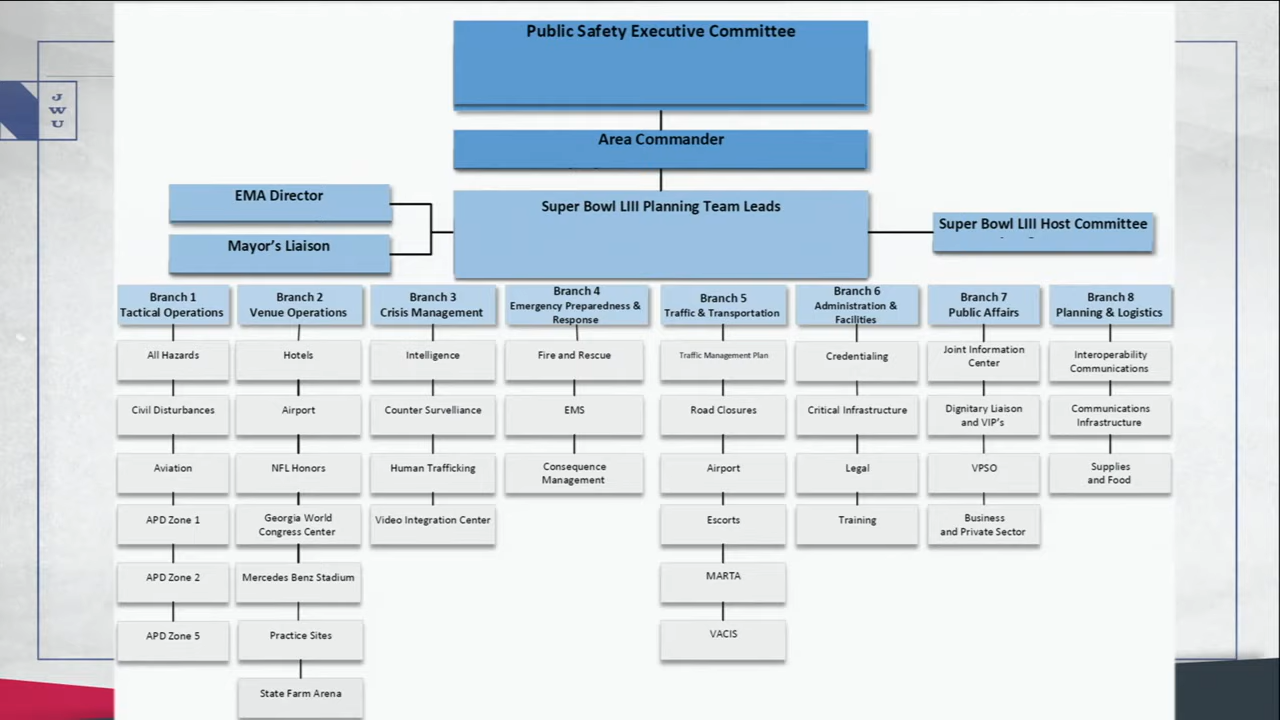 J
W
U
Public Safety Executive Committee
Area Commander
EMA Director
Mayor's Liaison
Super Bowl LIII Planning Team Leads
Super Bowl LIII Host Committee
Branch 1
Tactical Operations
All Hazards
Civil Disturbances
Aviation
APD Zone 1
APD Zone 2
APD Zone 5
Branch 2
Venue Operations
Hotels
Airport
NFL Honors
Georgia World
Congress Center
Mercedes Benz Stadium
Practice Sites
State Farm Arena
Branch 3
Crisis Management
Intelligence
Counter Survelliance
Human Trafficking
Video Integration Center
Branch 4
Emergency Preparedness &
Response
Fire and Rescue
EMS
Consequence
Management
Branch 5
Traffic & Transportation
Traffic Management Plan
Road Closures
Airport
Escorts
MARTA
VACIS
Branch 6
Administration &
Facilities
Credentialing
Critical Infrastructure
Legal
Training
Branch 7
Public Affairs
Joint Information
Center
Dignitary Liaison
and VIP's
VPSO
Business
and Private Sector
Branch 8
Planning & Logistics
Interoperability
Communications
Communications
Infrastructure
Supplies
and Food